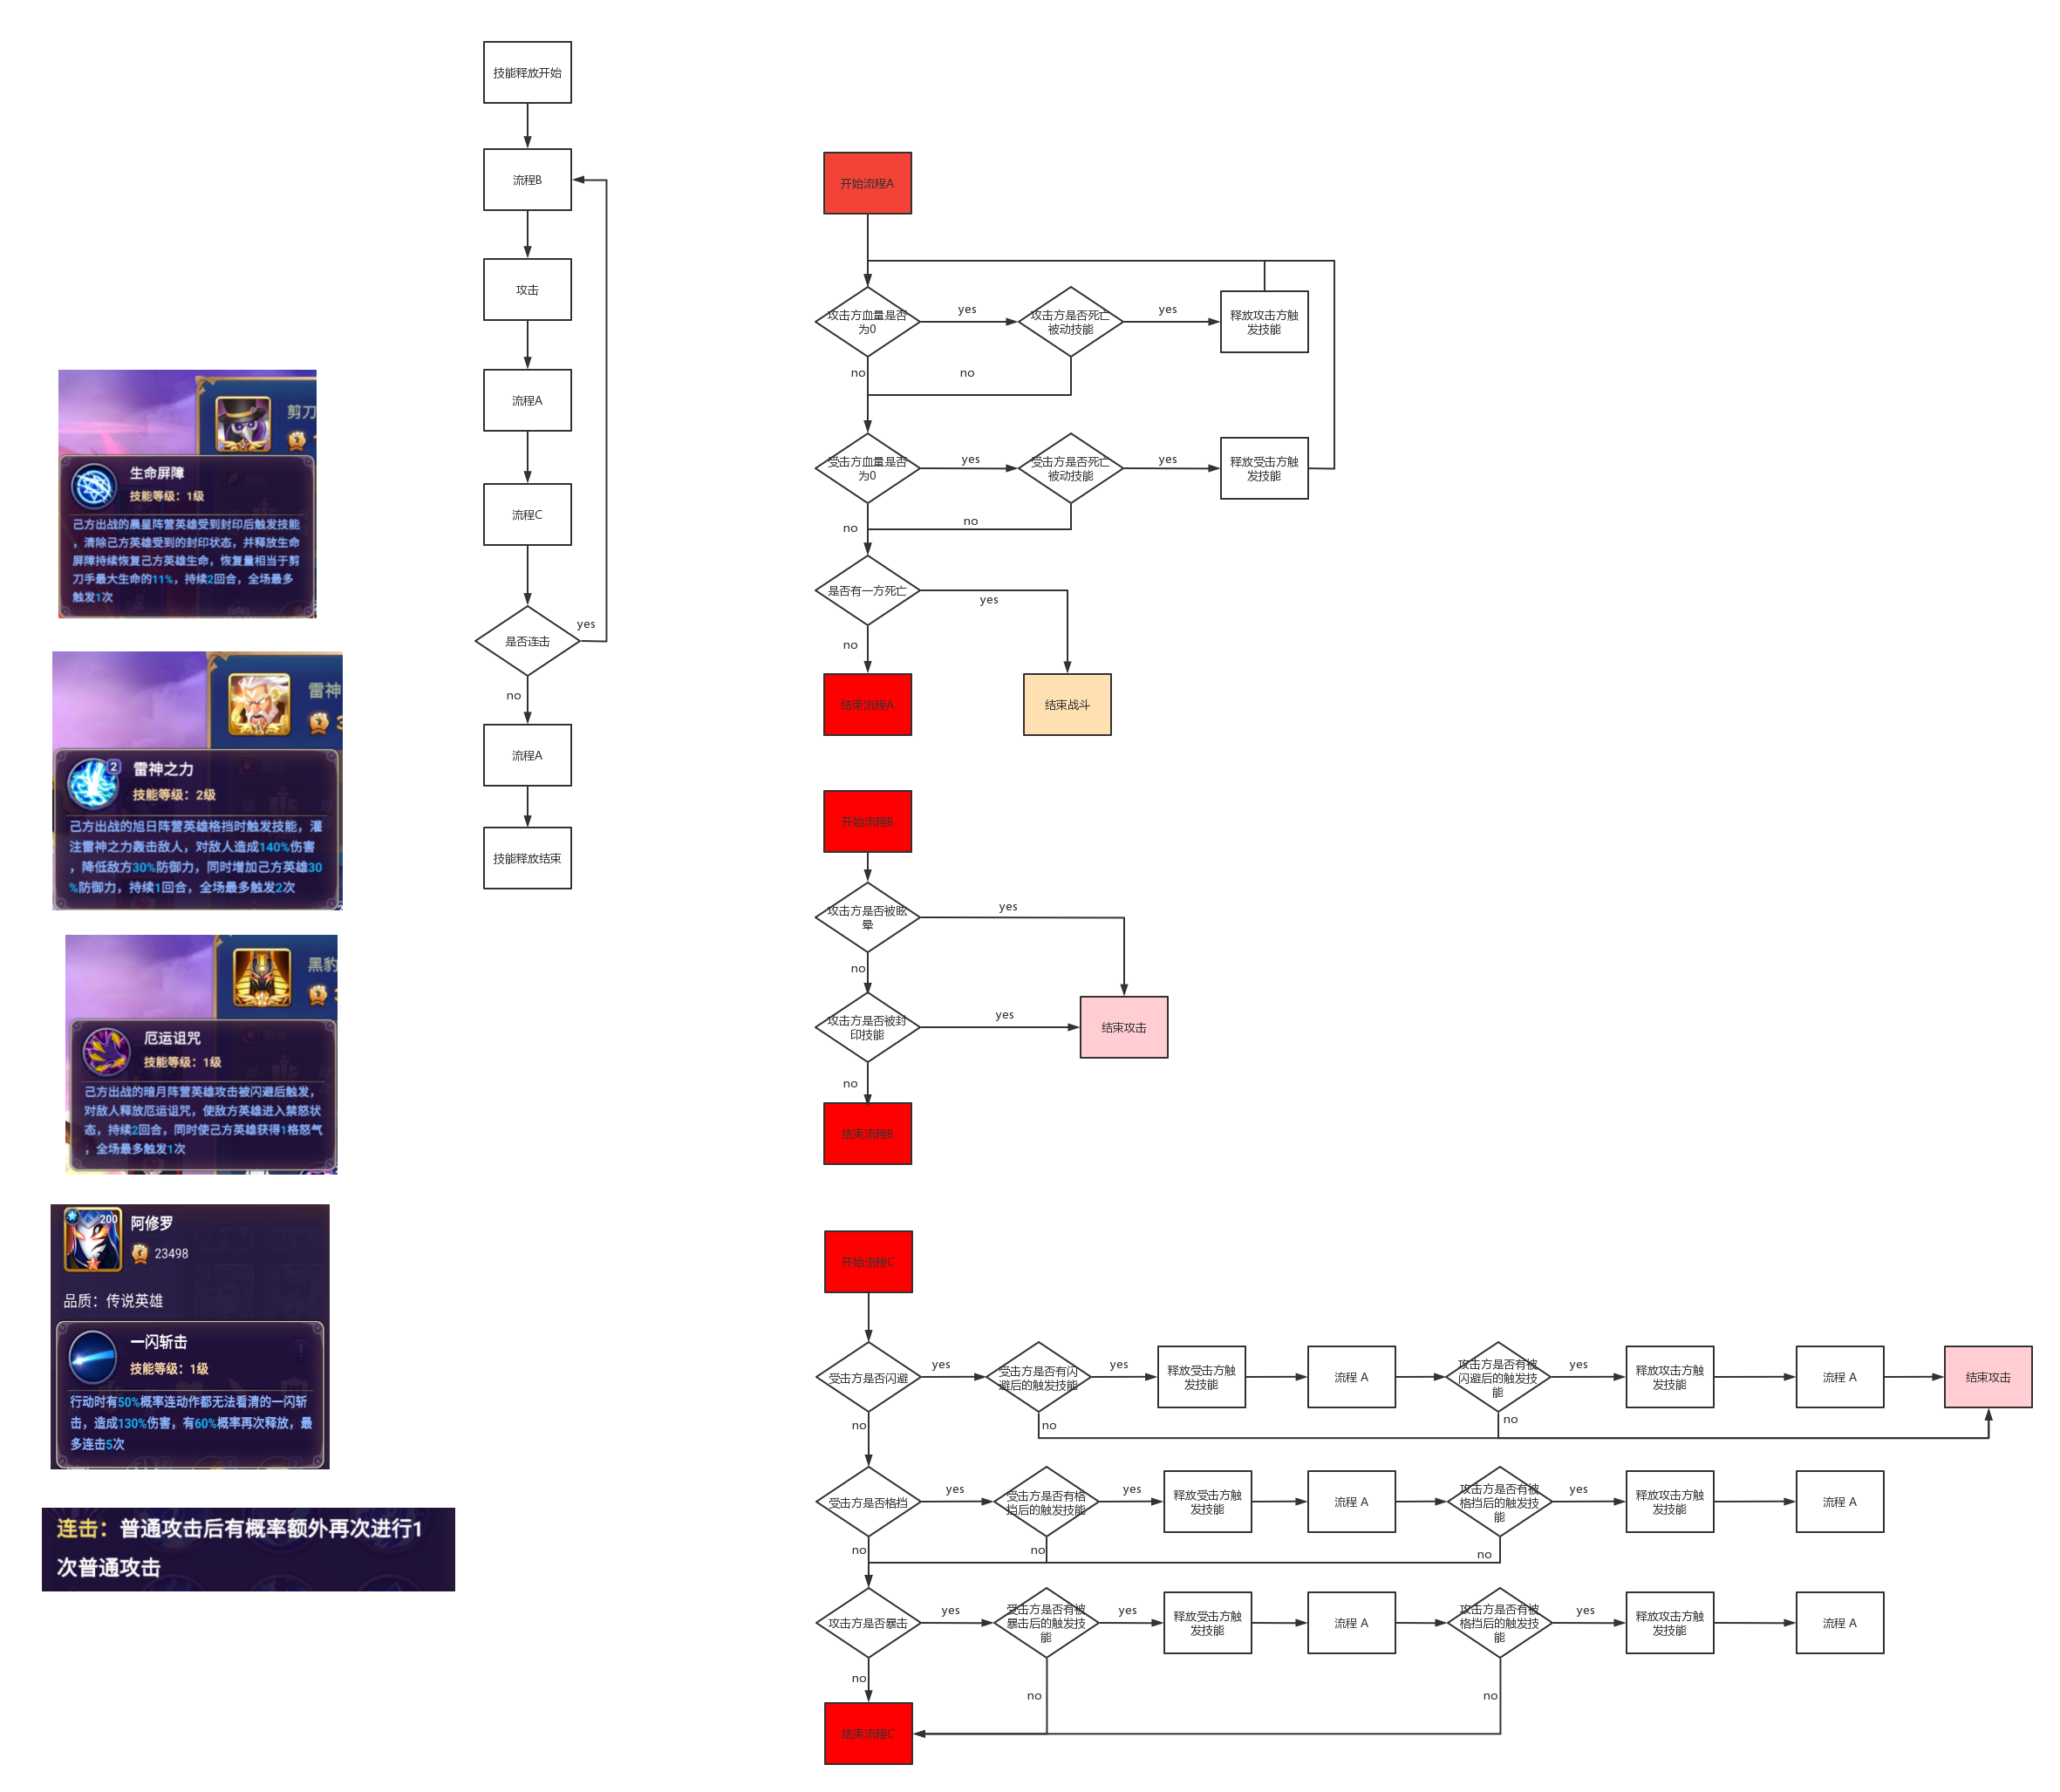 技能释放开始
流程B
攻击
流程A
流程C
是否连击
yes
no
流程A
技能释放结束
剪刀
生命屏障
技能等级：1级
己方出战的晨星阵营英雄受到封印后触发技能
，清除己方英雄受到的封印状态，并释放生命
屏障持续恢复己方英雄生命，恢复量相当于剪
刀手最大生命的11%，持续2回合，全场最多
触发1次
雷神
3
2
雷神之力
技能等级：2级
己方出战的旭日阵营英雄格挡时触发技能，灌
注雷神之力轰击敌人，对敌人造成140%伤害
，降低敌方30%防御力，同时增加己方英雄30
%防御力，持续1回合，全场最多触发2次
黑豹
厄运诅咒
技能等级：1级
己方出战的暗月阵营英雄攻击被闪避后触发，
对敌人释放厄运诅咒，使敌方英雄进入禁怒状
态，持续2回合，同时使己方英雄获得1格怒气
，全场最多触发1次
200
阿修罗
23498
品质：传说英雄
一闪斩击
技能等级：1级
行动时有50%概率连动作都无法看清的一闪斩
击，造成130%伤害，有60%概率再次释放，最
多连击5次
连击：普通攻击后有概率额外再次进行1
次普通攻击
开始流程A
攻击方血量是否
为0
yes
攻击方是否死亡
被动技能
yes
释放攻击方触
发技能
no
no
受击方血量是否
为0
yes
受击方是否死亡
被动技能
yes
释放受击方触
发技能
no
no
是否有一方死亡
yes
no
结束流程A
结束战斗
开始流程B
攻击方是否被眩
晕
yes
no
攻击方是否被封
印技能
yes
结束攻击
no
结束流程B
开始流程C
受击方是否闪避
yes
受击方是否有闪
避后的触发技能
yes
释放受击方触
发技能
流程 A
攻击方是否有被
闪避后的触发技
能
yes
释放攻击方触
发技能
流程 A
结束攻击
no
no
no
受击方是否格挡
yes
受击方是否有格
挡后的触发技能
yes
释放受击方触
发技能
流程 A
攻击方是否有被
格挡后的触发技
能
yes
释放攻击方触
发技能
流程 A
no
no
no
攻击方是否暴击
yes
受击方是否有被
暴击后的触发技
能
yes
释放受击方触
发技能
流程 A
攻击方是否有被
格挡后的触发技
能
yes
释放攻击方触
发技能
流程 A
no
no
no
结束流程C